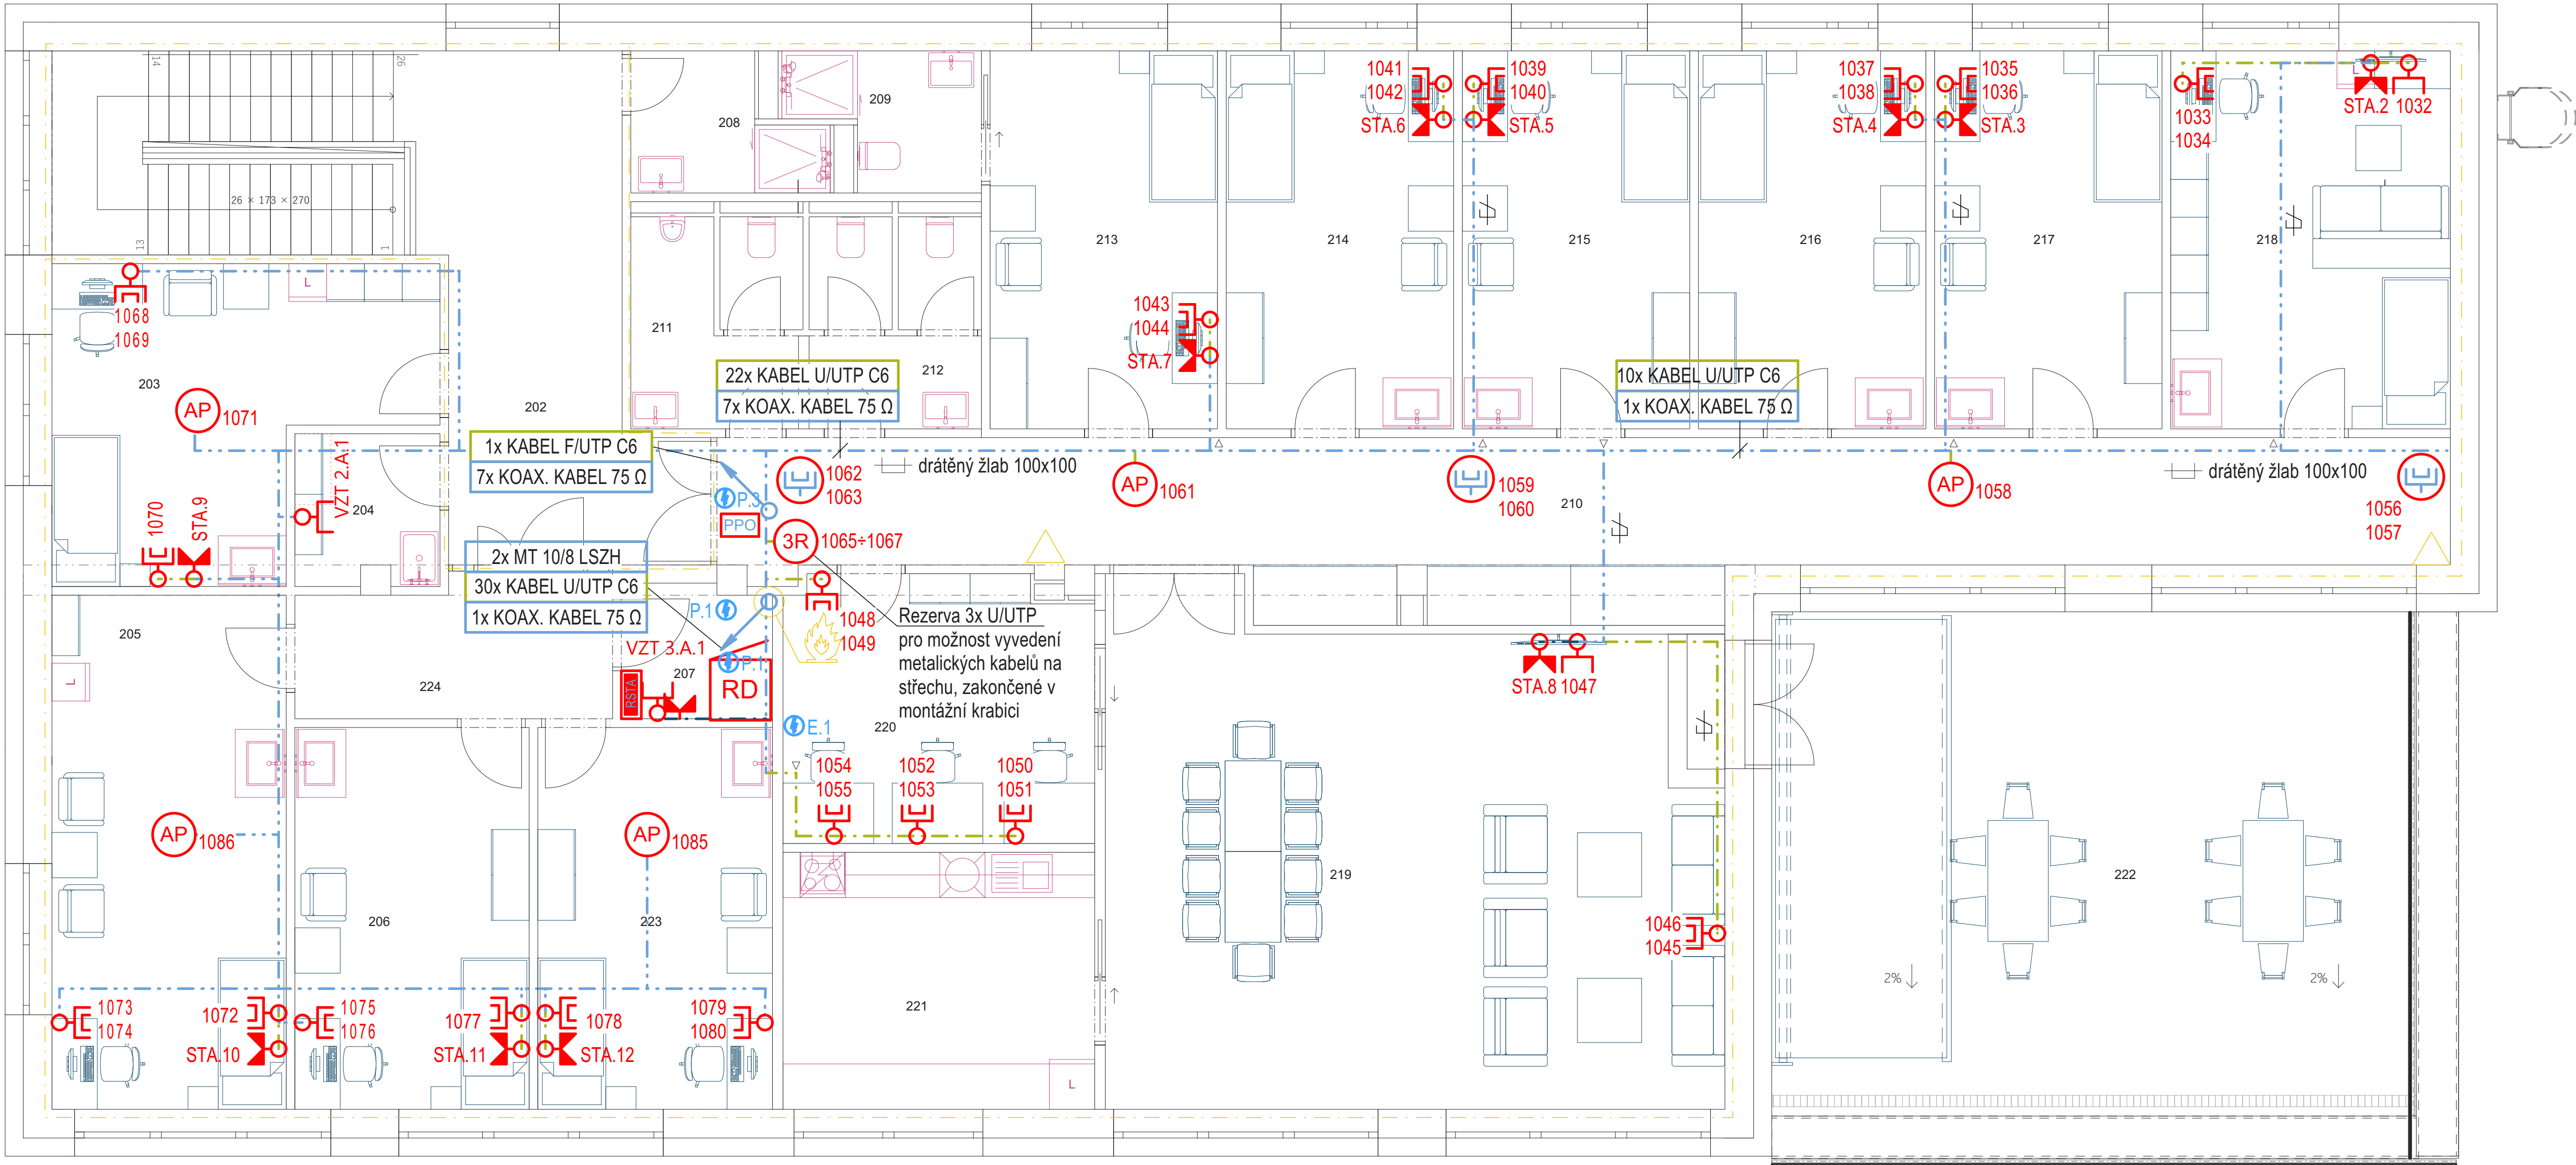 14
26
26 × 173 × 270
13
1
208
209
1041
1042
STA.6
1039
1040
STA.5
1037
1038
STA.4
1035
1036
STA.3
1033
1034
L
STA.2 1032
213
214
215
216
217
218
L
1068
1069
203
AP 1071
202
211
212
1043
1044
STA.7
22x KABEL U/UTP C6
7x KOAX. KABEL 75 Ω
10x KABEL U/UTP C6
1x KOAX. KABEL 75 Ω
1x KABEL F/UTP C6
7x KOAX. KABEL 75 Ω
VZT 2.A.1
204
1070
STA.9
P.3
PPO
1062
1063
drátěný žlab 100x100
AP 1061
1059
1060
210
AP 1058
drátěný žlab 100x100
1056
1057
3R 1065÷1067
2x MT 10/8 LSZH
30x KABEL U/UTP C6
1x KOAX. KABEL 75 Ω
P.1
1048
1049
Rezerva 3x U/UTP
pro možnost vyvedení
metalických kabelů na
střechu, zakončené v
montážní krabici
205
L
224
VZT 3.A.1
P.1
207
RSTA
RD
E.1
220
STA.8 1047
1054
1055
1052
1053
1050
1051
AP 1086
AP 1085
206
223
219
222
1046
1045
221
2%
2%
1073
1074
1072
STA.10
1075
1076
1077
STA.11
1078
STA.12
1079
1080
L